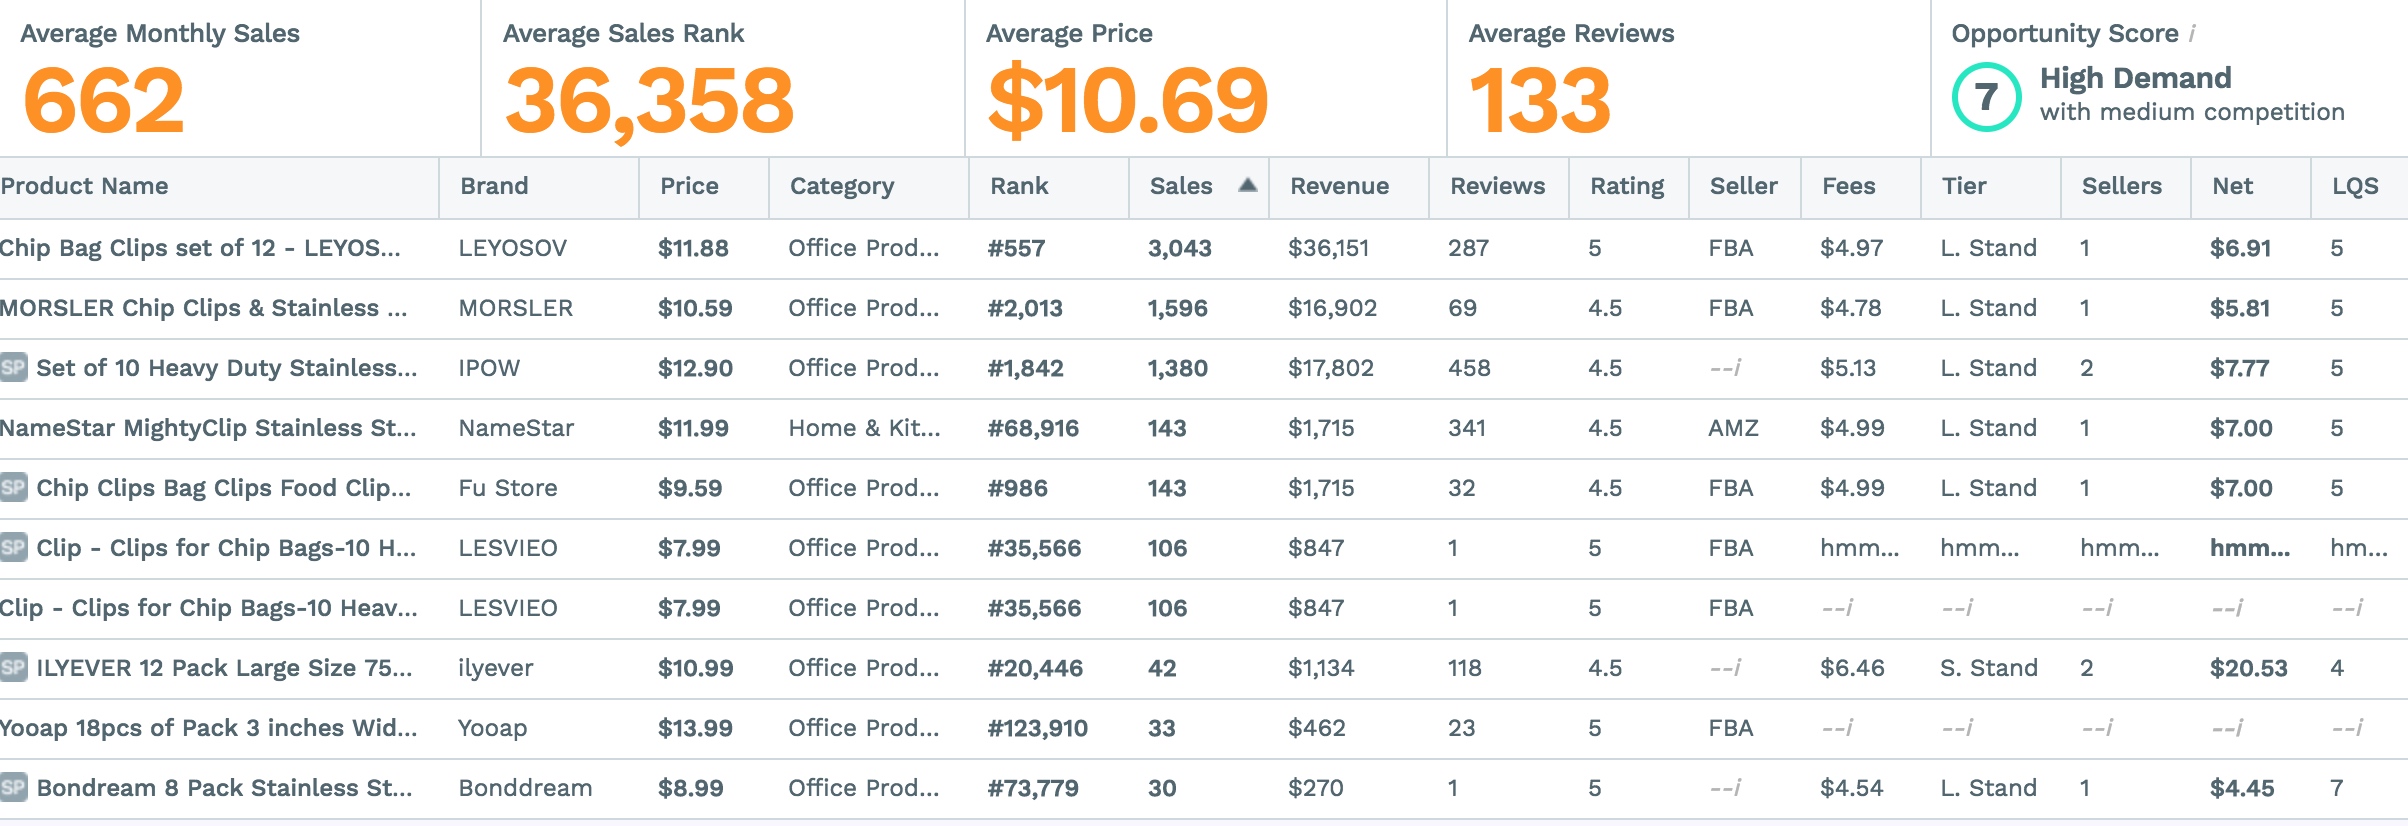 Average Monthly Sales
662
Average Sales Rank
36,358
Average Price
$10.69
Average Reviews
133
Opportunity Score i
7
High Demand
with medium competition
Product Name Brand Price Category Rank Sales ▲ Revenue Reviews Rating Seller Fees Tier Sellers Net LQS
Chip Bag Clips set of 12 - LEYOS... LEYOSOV $11.88 Office Prod... #557 3,043 $36,151 287 5 FBA $4.97 L. Stand 1 $6.91 5
MORSLER Chip Clips & Stainless ... MORSLER $10.59 Office Prod... #2,013 1,596 $16,902 69 4.5 FBA $4.78 L. Stand 1 $5.81 5
SP Set of 10 Heavy Duty Stainless... IPOW $12.90 Office Prod... #1,842 1,380 $17,802 458 4.5 --i $5.13 L. Stand 2 $7.77 5
NameStar MightyClip Stainless St... NameStar $11.99 Home & Kit... #68,916 143 $1,715 341 4.5 AMZ $4.99 L. Stand 1 $7.00 5
SP Chip Clips Bag Clips Food Clip... Fu Store $9.59 Office Prod... #986 143 $1,715 32 4.5 FBA $4.99 L. Stand 1 $7.00 5
SP Clip - Clips for Chip Bags-10 H... LESVIEO $7.99 Office Prod... #35,566 106 $847 1 5 FBA hmm... hmm... hmm... hmm... hm...
Clip - Clips for Chip Bags-10 Heav... LESVIEO $7.99 Office Prod... #35,566 106 $847 1 5 FBA --i --i --i --i --i
SP ILYEVER 12 Pack Large Size 75... ilyever $10.99 Office Prod... #20,446 42 $1,134 118 4.5 --i $6.46 S. Stand 2 $20.53 4
Yooap 18pcs of Pack 3 inches Wid... Yooap $13.99 Office Prod... #123,910 33 $462 23 5 FBA --i --i --i --i --i
SP Bondream 8 Pack Stainless St... Bonddream $8.99 Office Prod... #73,779 30 $270 1 5 --i $4.54 L. Stand 1 $4.45 7